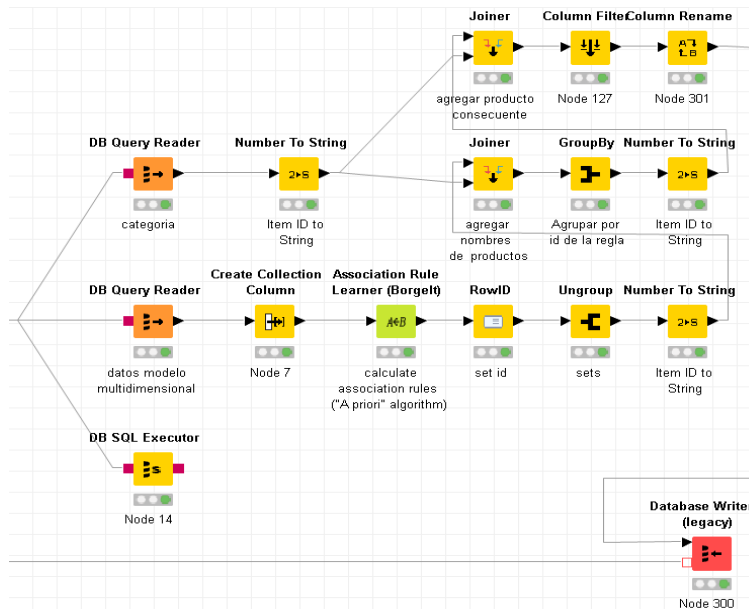 Joiner
Column Filter
Column Rename
agregar producto
consecuente
Node 127
Node 301
DB Query Reader
Number To String
Joiner
GroupBy
Number To String
2▸S
2▸S
categoria
Item ID to
String
agregar
nombres
de productos
Agrupar por
id de la regla
Item ID to
String
DB Query Reader
Create Collection
Column
Association Rule
Learner (Borgelt)
RowID
Ungroup
Number To String
A€B
2▸S
datos modelo
multidimensional
Node 7
calculate
association rules
("A priori" algorithm)
set id
sets
Item ID to
String
DB SQL Executor
S
Node 14
Database Writer
(legacy)
Node 300